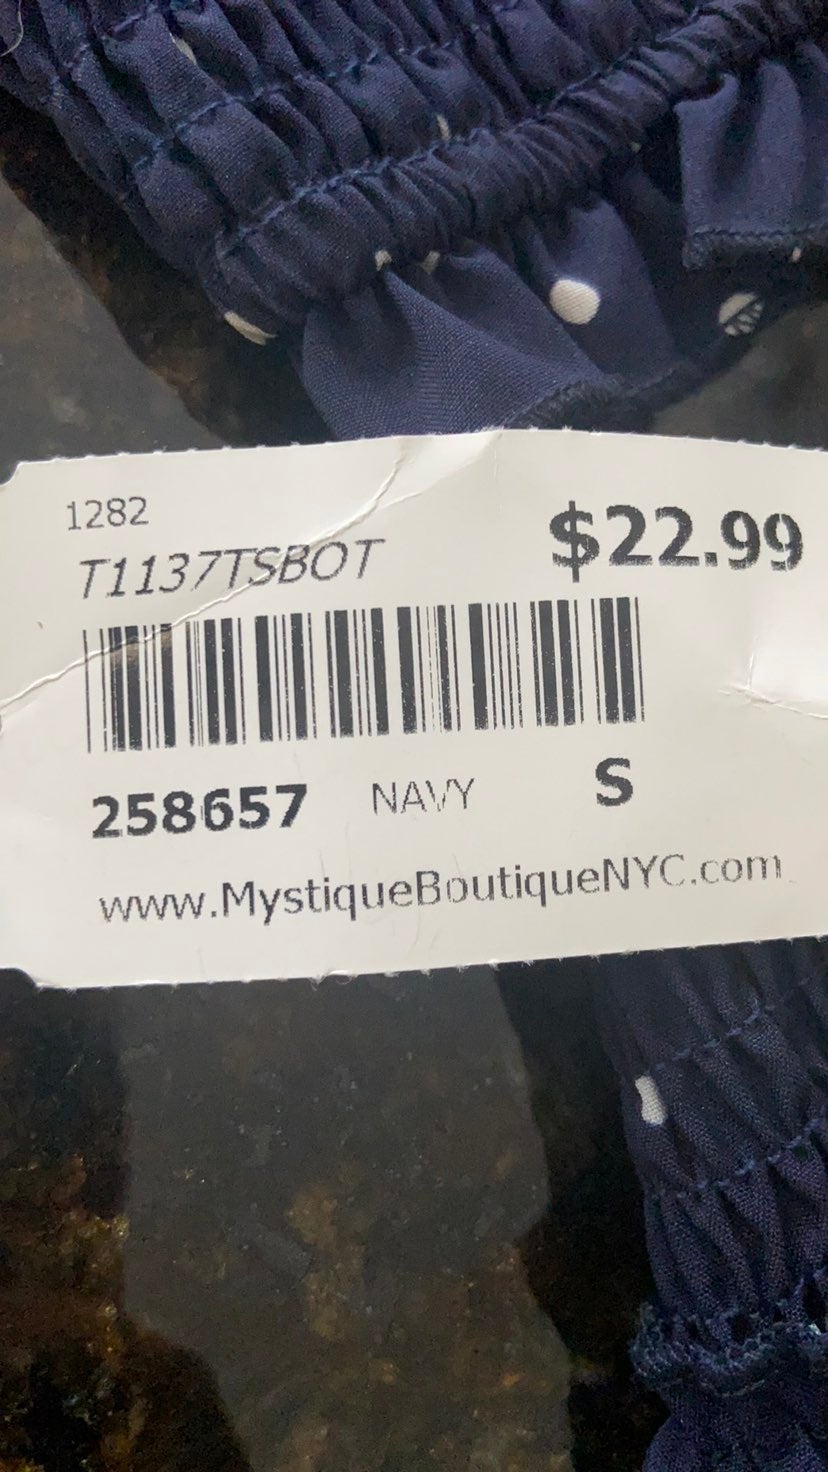 1282
$22.99
T1137TSBOT
258657 NAVY S
www.MystiqueBoutiqueNYC.com